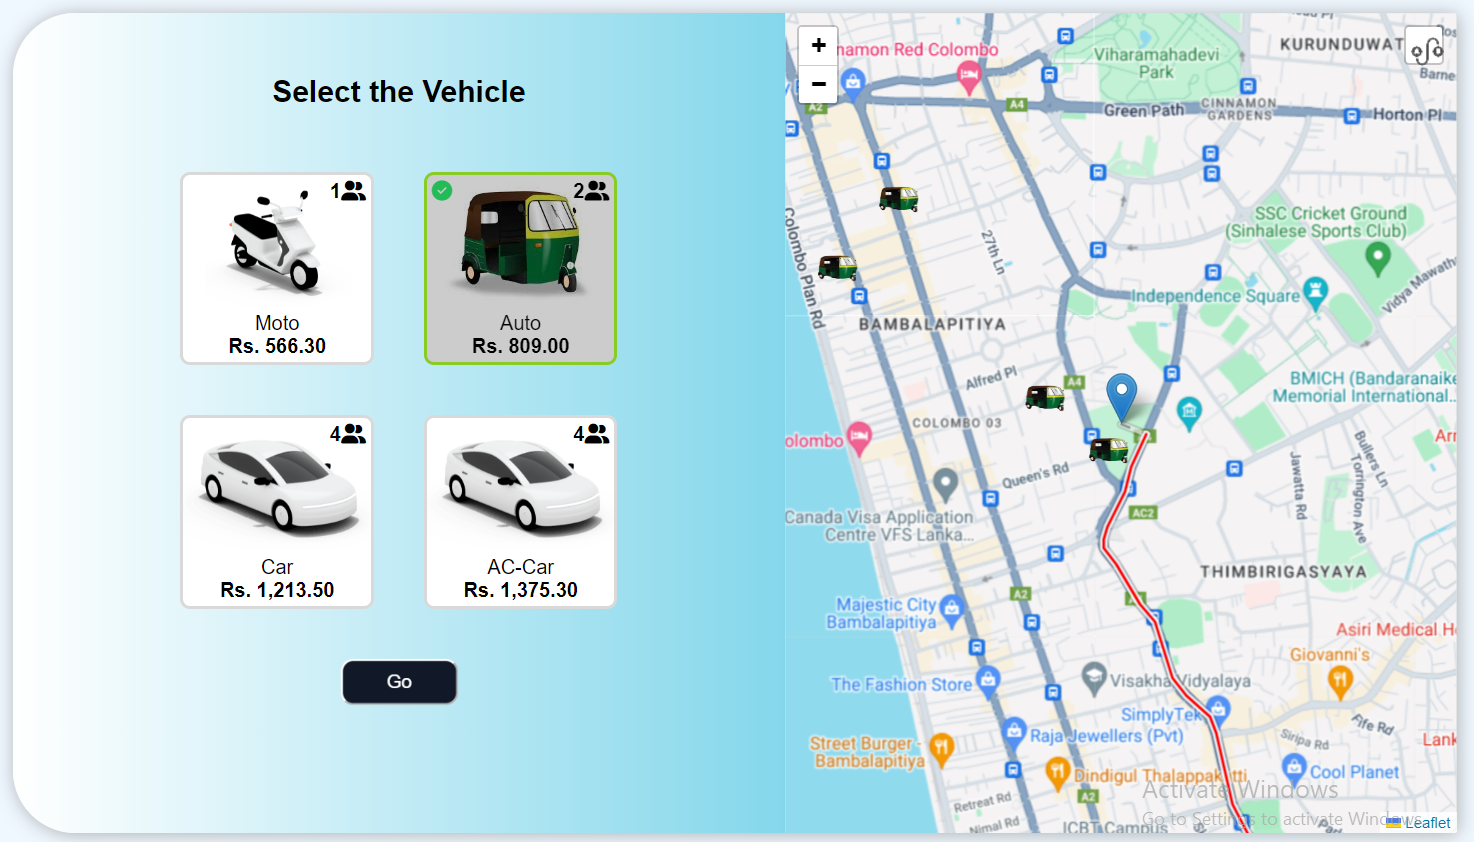 Select the Vehicle
1
Moto
Rs. 566.30
2
Auto
Rs. 809.00
4
Car
Rs. 1,213.50
4
AC-Car
Rs. 1,375.30
Go
+
−
namon Red Colombo
Viharamahadevi
Park
KURUNDUWAT
Barne
A2
A4
Green Path
CINNAMON
GARDENS
Horton Pl
Colombo Plan Rd
27th Ln
SSC Cricket Ground
(Sinhalese Sports Club)
Vidya Mawath
Independence Square
BAMBALAPITIYA
Alfred Pl
A4
BMICH (Bandaranaike
Memorial International...
COLOMBO 03
olombo
Queen's Rd
Bullers Ln
Torrington Ave
Jawatta Rd
Canada Visa Application
Centre VFS Lanka...
AC2
THIMBIRIGASYAYA
A2
Majestic City
Bambalapitiya
Asiri Medical H
Giovanni's
The Fashion Store
Visakha Vidyalaya
SimplyTek
Raja Jewellers (Pvt)
Fife Rd
Siripa Rd
Lank
Street Burger -
Bambalapitiya
Dindigul Thalappakatti
Cool Planet
A2
Activate Windows
Go to Settings to activate Windows.
Retreat Rd
Nimal Rd
ICBT Campus
Leaflet